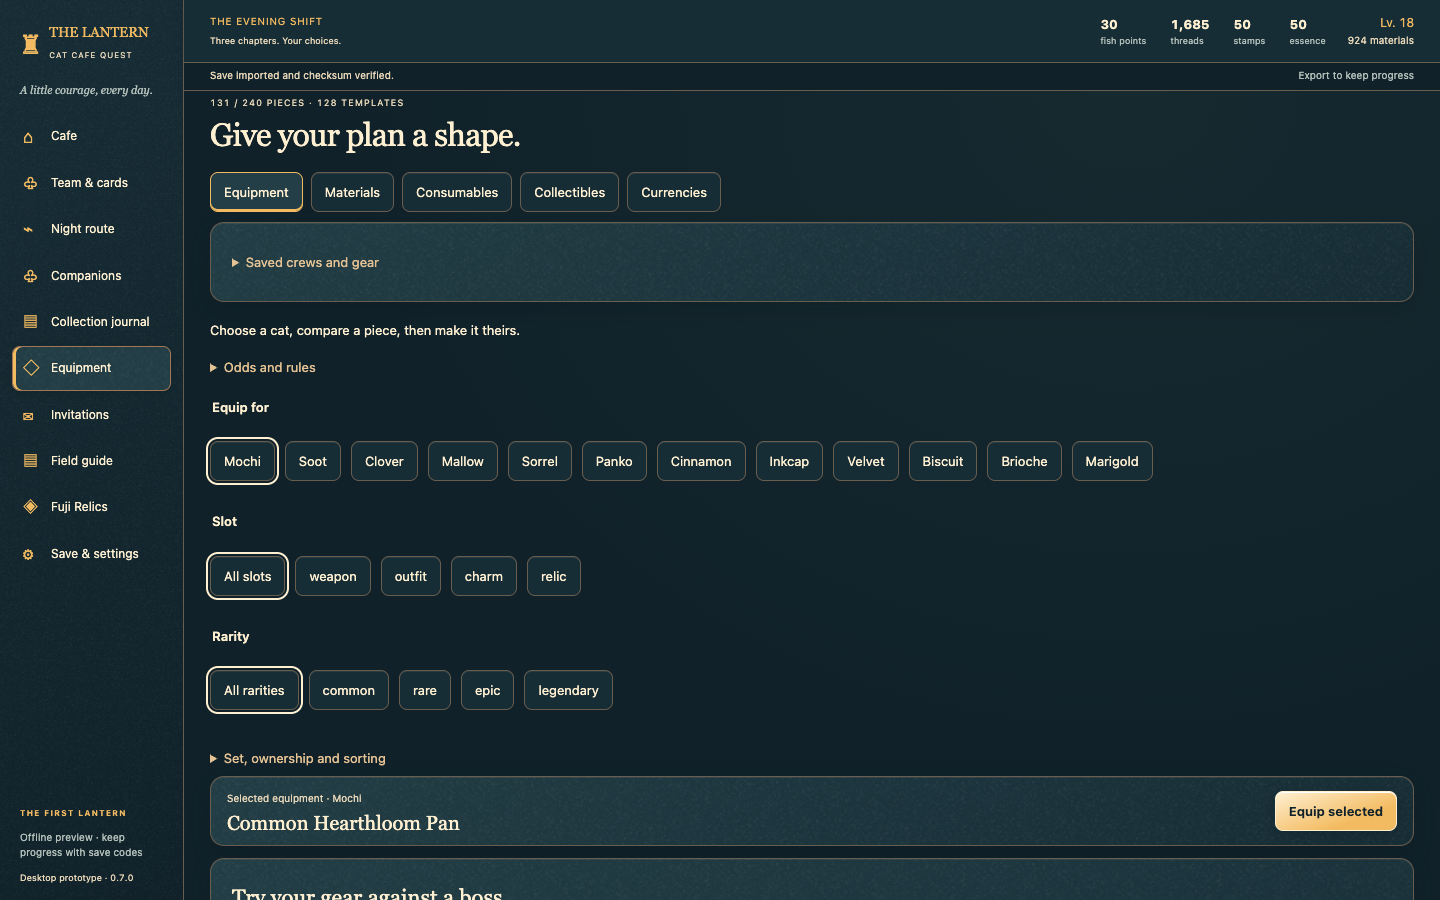 THE LANTERN
CAT CAFE QUEST
A little courage, every day.
Cafe
Team & cards
Night route
Companions
Collection journal
Equipment
Invitations
Field guide
Fuji Relics
Save & settings
THE FIRST LANTERN
Offline preview · keep
progress with save codes
Desktop prototype · 0.7.0
THE EVENING SHIFT
Three chapters. Your choices.
30
fish points
1,685
threads
50
stamps
50
essence
Lv. 18
924 materials
Save imported and checksum verified.
Export to keep progress
131 / 240 PIECES · 128 TEMPLATES
Give your plan a shape.
Equipment
Materials
Consumables
Collectibles
Currencies
Saved crews and gear
Choose a cat, compare a piece, then make it theirs.
Odds and rules
Equip for
Mochi
Soot
Clover
Mallow
Sorrel
Panko
Cinnamon
Inkcap
Velvet
Biscuit
Brioche
Marigold
Slot
All slots
weapon
outfit
charm
relic
Rarity
All rarities
common
rare
epic
legendary
Set, ownership and sorting
Selected equipment · Mochi
Common Hearthloom Pan
Equip selected
Try your gear against a boss